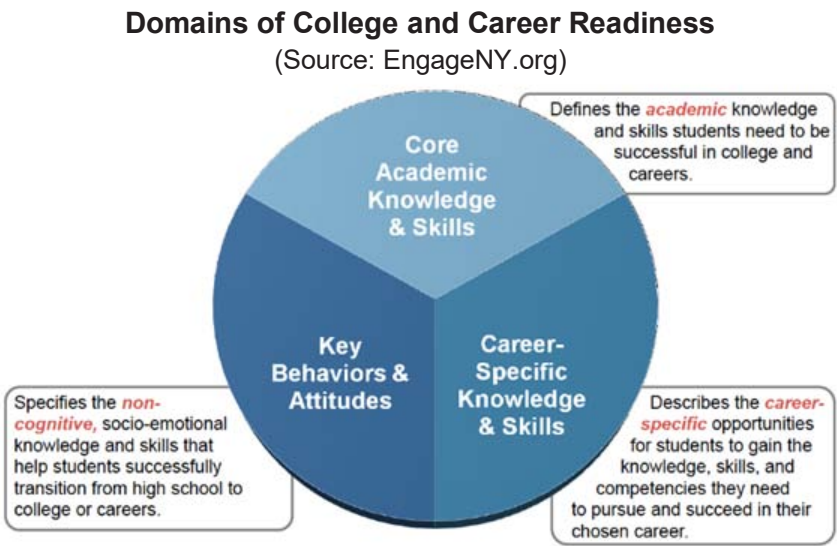 Domains of College and Career Readiness
(Source: EngageNY.org)
Defines the academic knowledge
and skills students need to be
successful in college and
careers.
Core
Academic
Knowledge
& Skills
Key
Behaviors &
Attitudes
Career-
Specific
Knowledge
& Skills
Specifies the non-
cognitive, socio-emotional
knowledge and skills that
help students successfully
transition from high school to
college or careers.
Describes the career-
specific opportunities
for students to gain the
knowledge, skills, and
competencies they need
to pursue and succeed in their
chosen career.